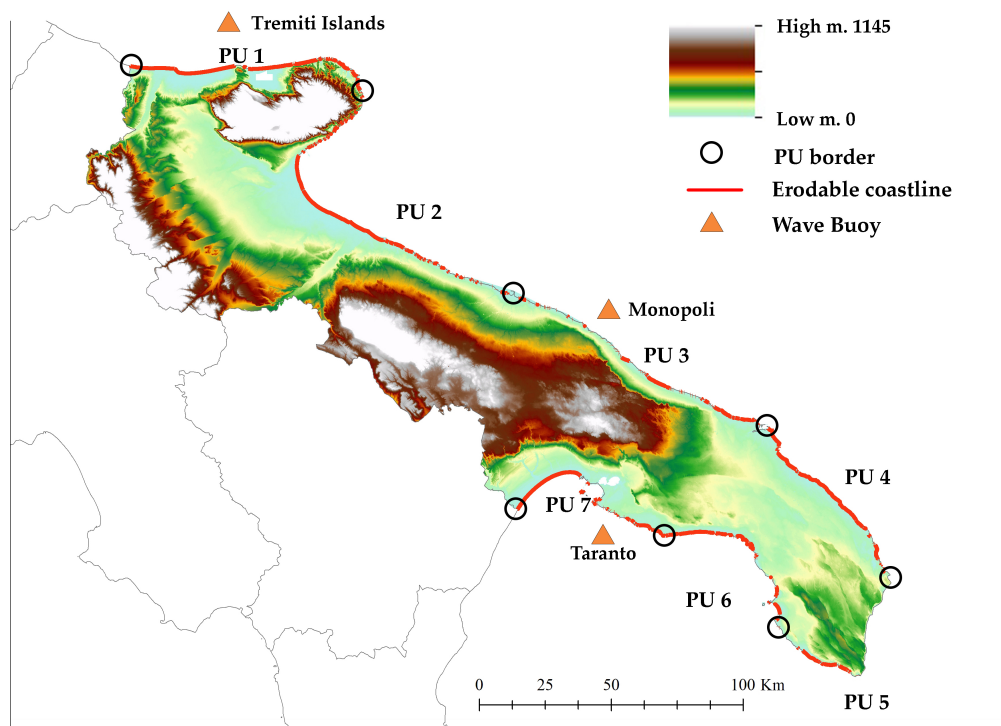 Tremiti Islands
High m. 1145
PU 1
Low m. 0
PU border
Erodable coastline
PU 2
Wave Buoy
Monopoli
PU 3
PU 4
PU 7
Taranto
PU 6
0 25 50 100 Km
PU 5